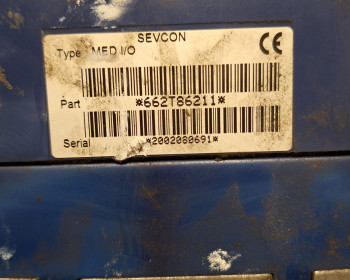 SEVCON
Type MED I/O
CE
Part *662T86211*
Serial *2002080691*